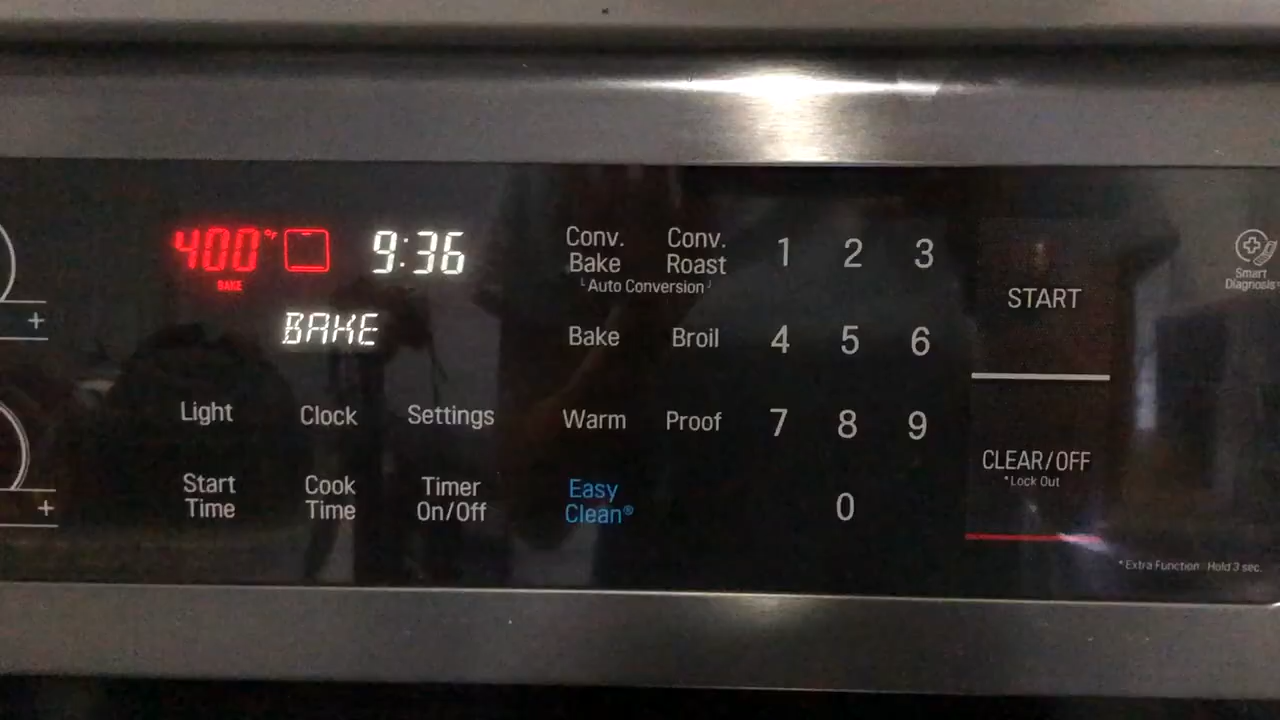 400°F 9:36
BAKE
BAKE
Light Clock Settings
Start Time Cook Time Timer On/Off
Conv. Bake Conv. Roast
Auto Conversion
Bake Broil
Warm Proof
Easy Clean®
1 2 3
4 5 6
7 8 9
0
START
CLEAR/OFF
*Lock Out
Smart
Diagnosis
* Extra Function : Hold 3 sec.
+
+